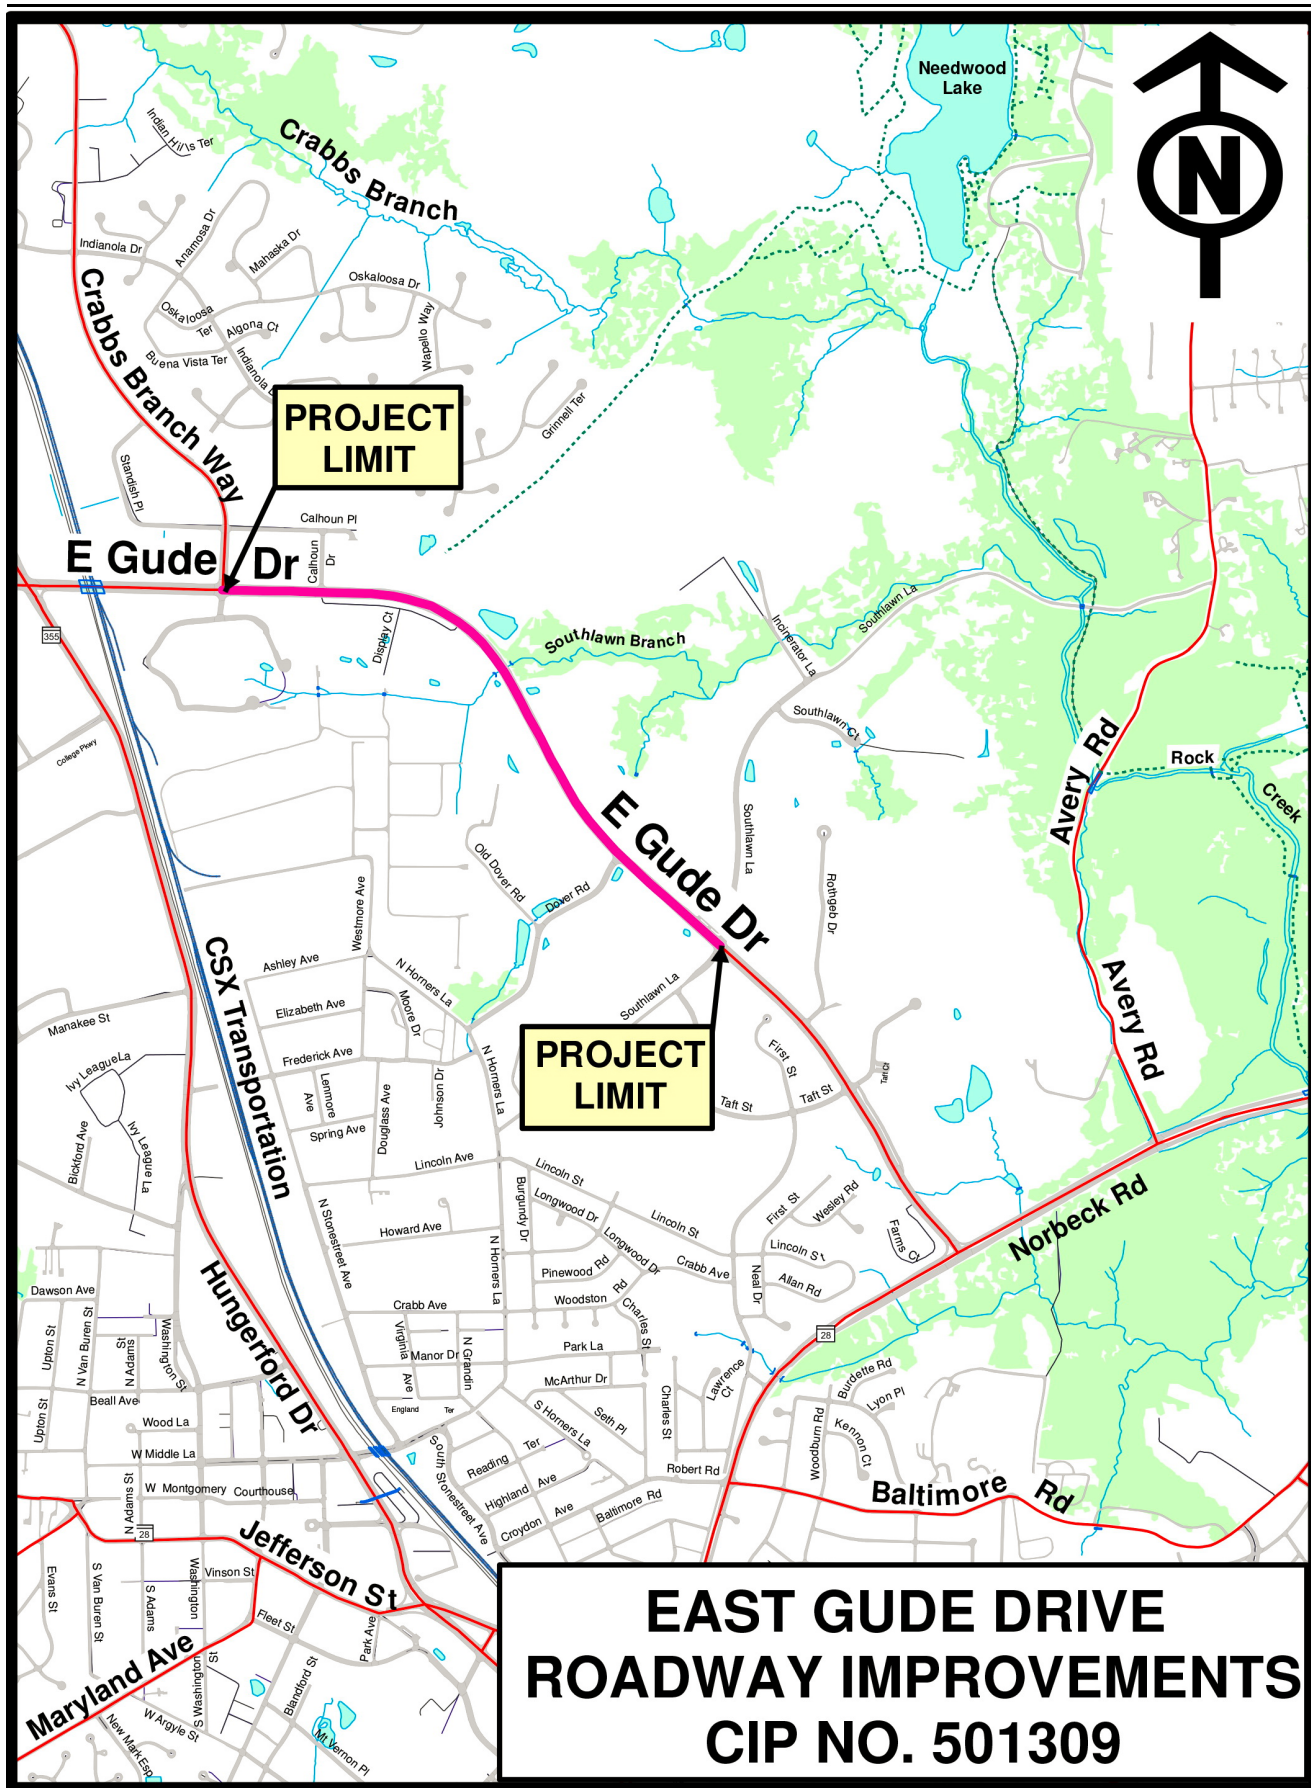 Needwood
Lake
N
Crabbs Branch
Indian Hills Ter
Indianola Dr
Anamosa Dr
Mahaska Dr
Oskaloosa Dr
Oskaloosa
Ter
Algona Ct
Wapello Way
Buena Vista Ter
Indianola
Crabbs Branch Way
PROJECT
LIMIT
Grinnell Ter
Standish Pl
Calhoun Pl
Calhoun
Dr
E Gude Dr
355
Display Ct
Southlawn Branch
Incinerator La
Southlawn La
Southlawn Ct
College Pkwy
Avery Rd
Rock
Creek
E Gude Dr
Southlawn La
Old Dover Rd
Dover Rd
Rothgeb Dr
Westmore Ave
Ashley Ave
N Horners La
CSX Transportation
Elizabeth Ave
Moore Dr
Southlawn La
Avery Rd
Manakee St
Frederick Ave
PROJECT
LIMIT
First St
Taft Ct
Ivy League La
Lenmore
Ave
Douglass Ave
Johnson Dr
N Horners La
Taft St
Taft St
Spring Ave
Bickford Ave
Ivy League La
Lincoln Ave
Lincoln St
Burgundy Dr
Longwood Dr
Lincoln St
First St
Wesley Rd
Farms Ct
Norbeck Rd
N Stonestreet Ave
Howard Ave
N Horners La
Longwood Dr
Lincoln St
Pinewood Rd
Crabb Ave
Neal Dr
Allan Rd
Dawson Ave
Hungerford Dr
Woodston Rd
Crabb Ave
Charles St
28
Upton St
N Van Buren St
N Adams
St
Washington St
Virginia
Ave
Manor Dr
N Grandin
Park La
Lawrence
Ct
McArthur Dr
Burdette Rd
Lyon Pl
Beall Ave
England Ter
Charles St
Upton St
Wood La
S Horners La
Seth Pl
Woodburn Rd
Kennon Ct
W Middle La
South Stonestreet Ave
Reading Ter
Robert Rd
N Adams St
W Montgomery
Courthouse
Highland Ave
Baltimore Rd
Croydon Ave
Baltimore Rd
28
Jefferson St
Evans St
S Van Buren St
S Adams
Washington
Vinson St
Fleet St
Park Ave
EAST GUDE DRIVE
ROADWAY IMPROVEMENTS
CIP NO. 501309
Maryland Ave
S Washington
St
Blandford St
W Argyle St
New Mark Esp
Mt Vernon Pl